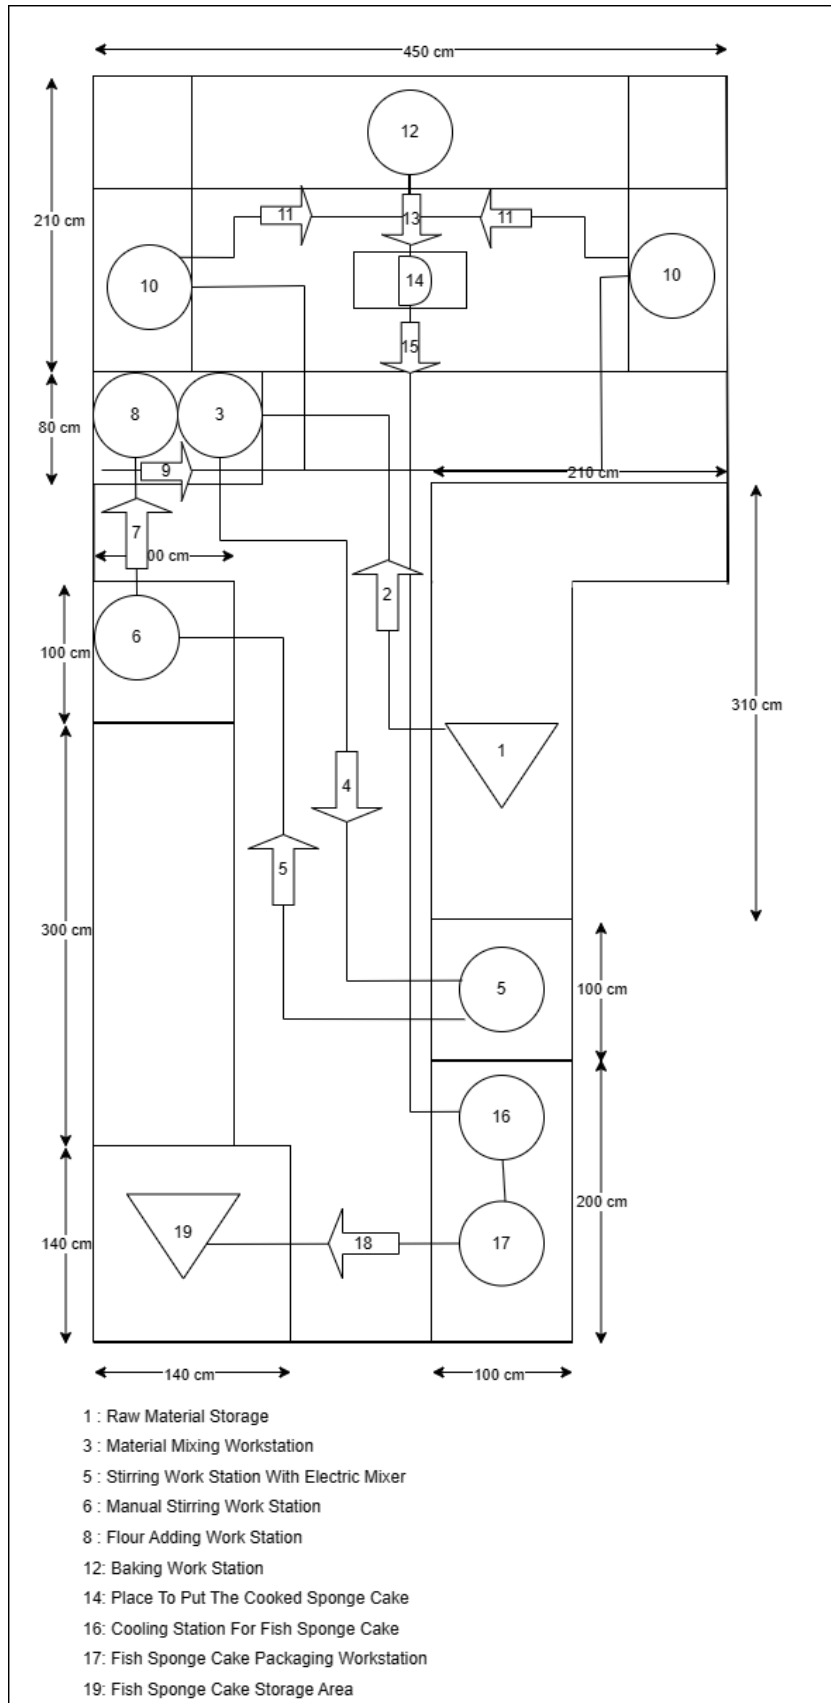 450 cm
12
210 cm
11
13
11
10
14
10
15
80 cm
8
3
9
210 cm
7
00 cm
2
100 cm
6
310 cm
1
4
5
300 cm
5
100 cm
16
200 cm
140 cm
19
18
17
140 cm
100 cm
1 : Raw Material Storage
3 : Material Mixing Workstation
5 : Stirring Work Station With Electric Mixer
6 : Manual Stirring Work Station
8 : Flour Adding Work Station
12: Baking Work Station
14: Place To Put The Cooked Sponge Cake
16: Cooling Station For Fish Sponge Cake
17: Fish Sponge Cake Packaging Workstation
19: Fish Sponge Cake Storage Area